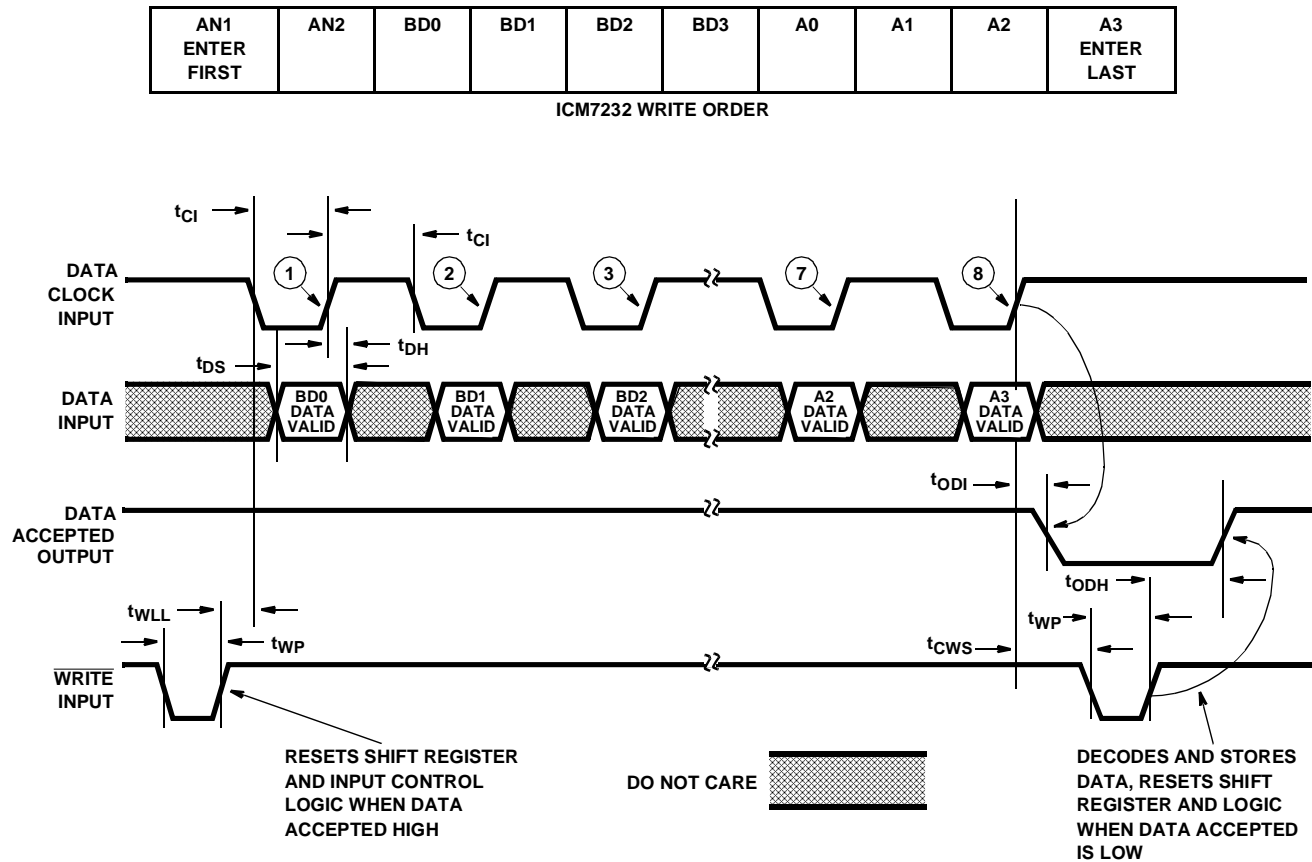 AN1 ENTER FIRST
AN2
BD0
BD1
BD2
BD3
A0
A1
A2
A3 ENTER LAST
ICM7232 WRITE ORDER
tCI
tCI
DATA CLOCK INPUT
1
2
3
7
8
tDS
tDH
DATA INPUT
BD0 DATA VALID
BD1 DATA VALID
BD2 DATA VALID
A2 DATA VALID
A3 DATA VALID
tODI
DATA ACCEPTED OUTPUT
tODH
tWLL
tWP
tCWS
tWP
WRITE INPUT
RESETS SHIFT REGISTER
AND INPUT CONTROL
LOGIC WHEN DATA
ACCEPTED HIGH
DO NOT CARE
DECODES AND STORES
DATA, RESETS SHIFT
REGISTER AND LOGIC
WHEN DATA ACCEPTED
IS LOW